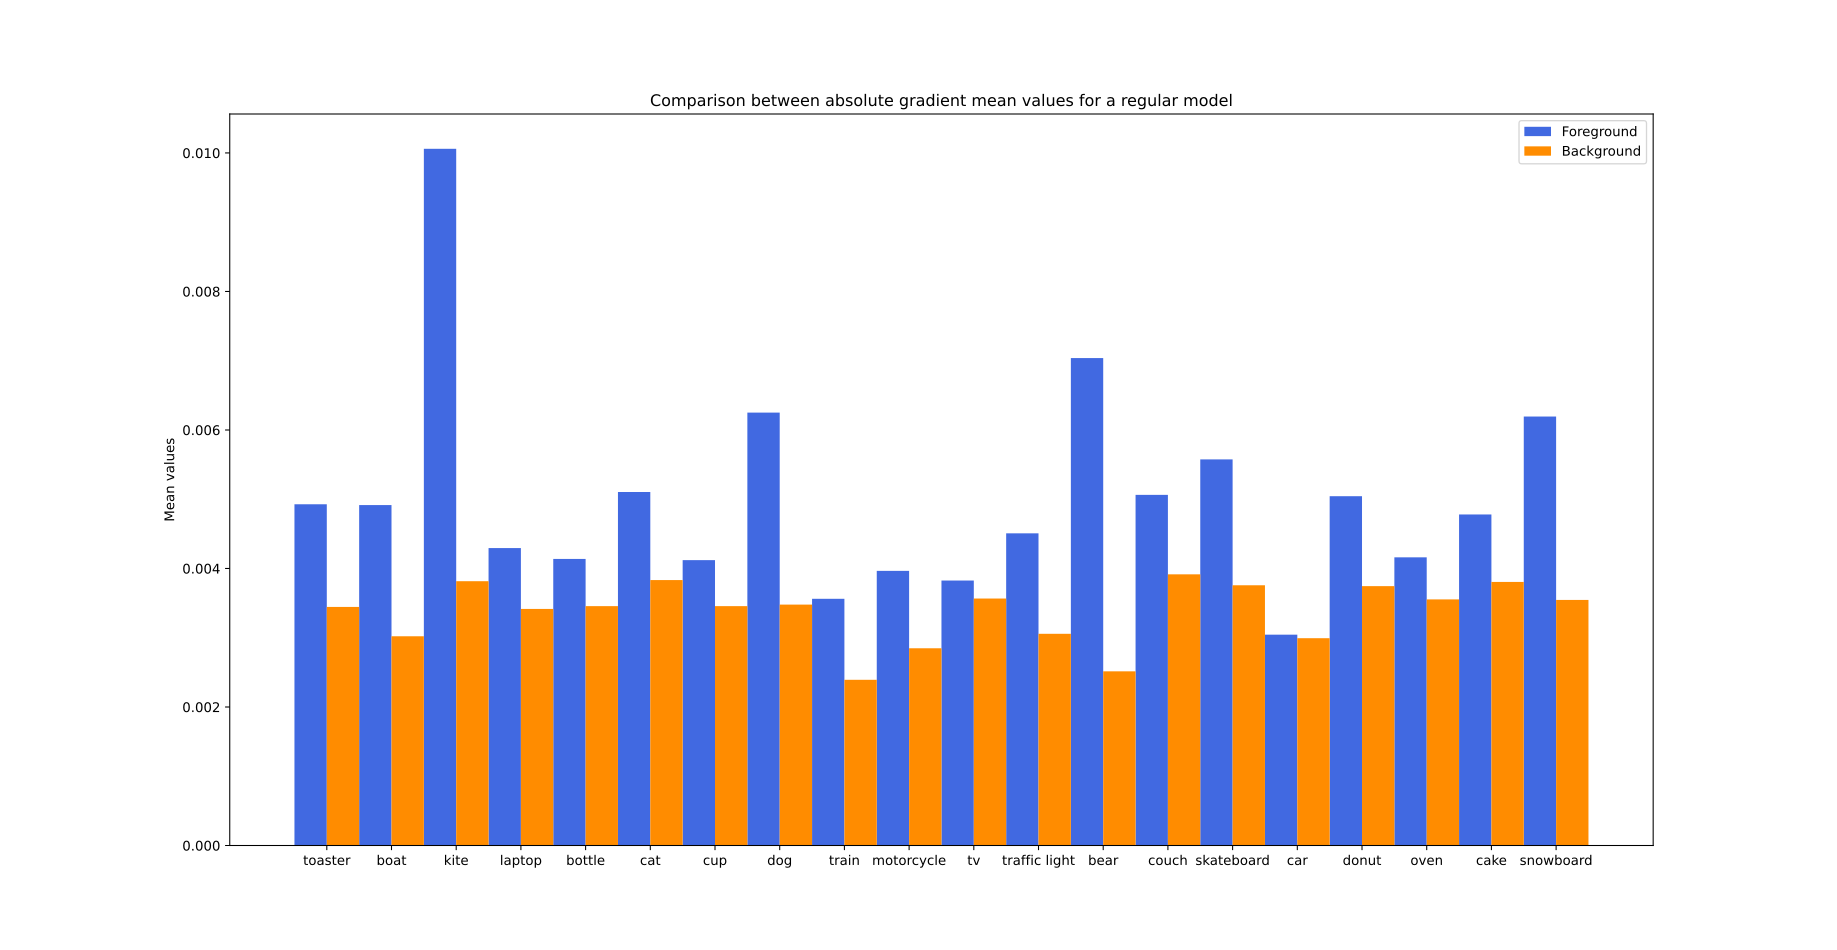 Comparison between absolute gradient mean values for a regular model
Foreground
Background
0.010
0.008
0.006
0.004
0.002
0.000
Mean values
toaster boat kite laptop bottle cat cup dog train motorcycle tv traffic light bear couch skateboard car donut oven cake snowboard